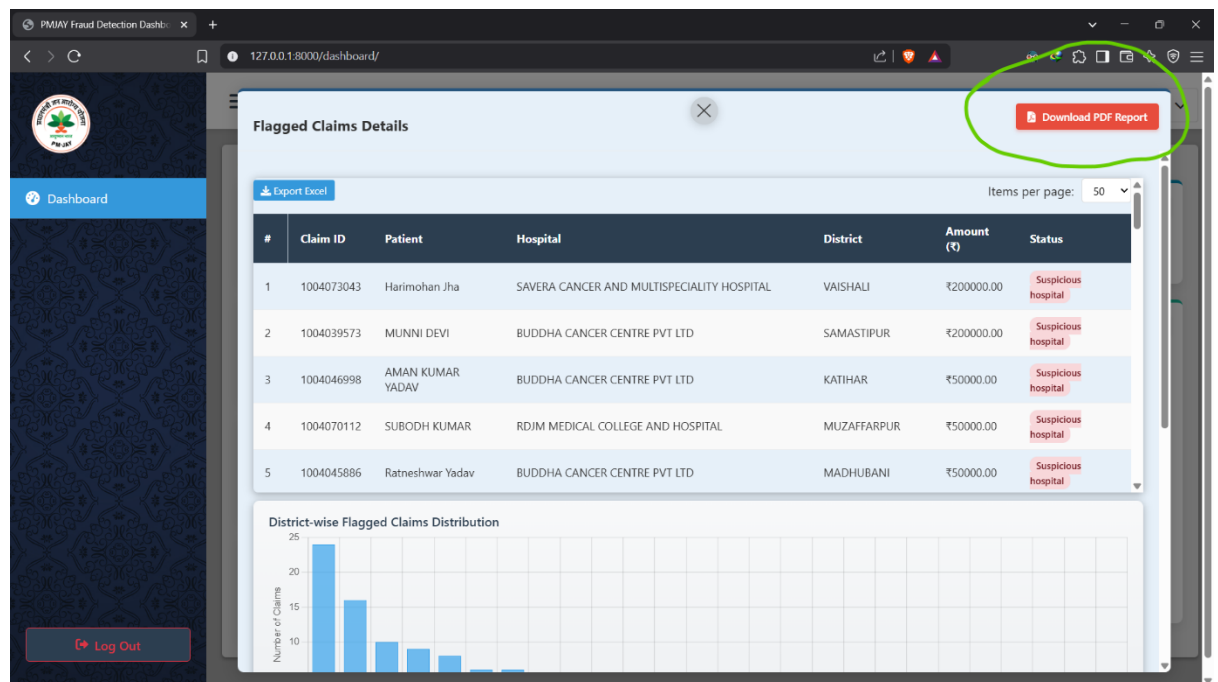 PMJAY Fraud Detection Dashb
127.0.0.1:8000/dashboard/
PM-JAY
Dashboard
Log Out
Flagged Claims Details
Download PDF Report
Export Excel
Items per page: 50
# Claim ID Patient Hospital District Amount (₹) Status
1 1004073043 Harimohan Jha SAVERA CANCER AND MULTISPECIALITY HOSPITAL VAISHALI ₹200000.00 Suspicious hospital
2 1004039573 MUNNI DEVI BUDDHA CANCER CENTRE PVT LTD SAMASTIPUR ₹200000.00 Suspicious hospital
3 1004046998 AMAN KUMAR YADAV BUDDHA CANCER CENTRE PVT LTD KATIHAR ₹50000.00 Suspicious hospital
4 1004070112 SUBODH KUMAR RDJM MEDICAL COLLEGE AND HOSPITAL MUZAFFARPUR ₹50000.00 Suspicious hospital
5 1004045886 Ratneshwar Yadav BUDDHA CANCER CENTRE PVT LTD MADHUBANI ₹50000.00 Suspicious hospital
District-wise Flagged Claims Distribution
25
20
15
10
Number of Claims